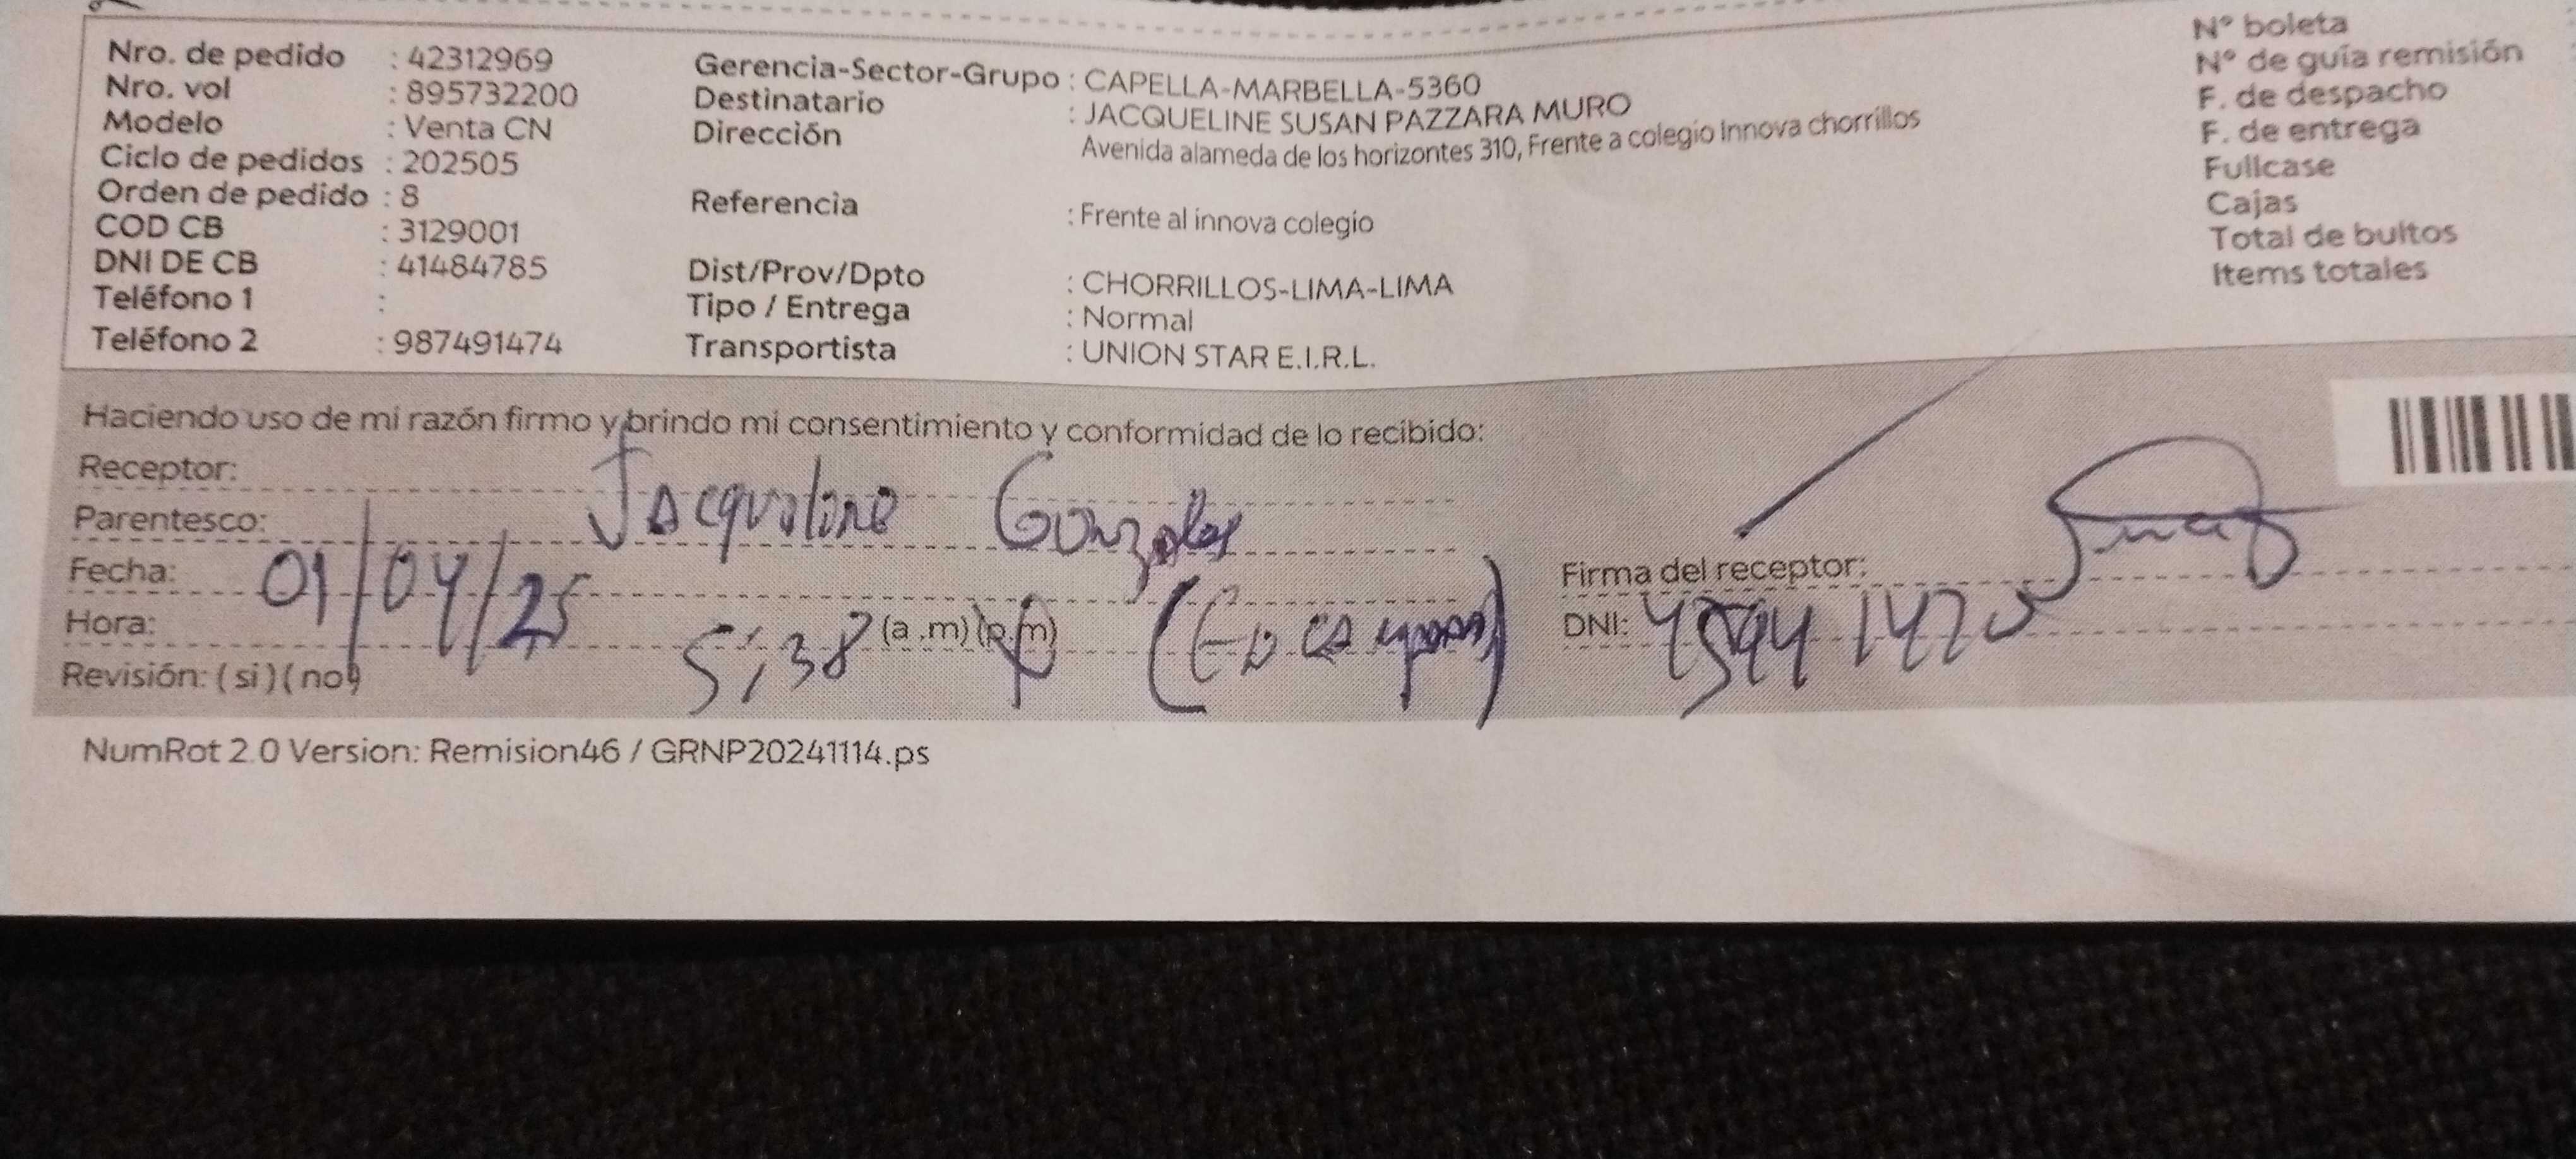 Nro. de pedido : 42312969
Nro. vol : 895732200
Modelo : Venta CN
Ciclo de pedidos : 202505
Orden de pedido : 8
COD CB : 3129001
DNI DE CB : 41484785
Teléfono 1 :
Teléfono 2 : 987491474
Gerencia-Sector-Grupo : CAPELLA-MARBELLA-5360
Destinatario : JACQUELINE SUSAN PAZZARA MURO
Dirección Avenida alameda de los horizontes 310, Frente a colegio Innova chorrillos
Referencia : Frente al innova colegio
Dist/Prov/Dpto : CHORRILLOS-LIMA-LIMA
Tipo / Entrega : Normal
Transportista : UNION STAR E.I.R.L.
Nº boleta
Nº de guía remisión
F. de despacho
F. de entrega
Fullcase
Cajas
Total de bultos
Items totales
Haciendo uso de mi razón firmo y brindo mi consentimiento y conformidad de lo recibido:
Receptor: Jacqueline Gonzales
Parentesco:
Fecha: 01/04/25
Hora: 5:38 (a.m) (p.m)
Revisión: (si) (no)
Firma del receptor:
DNI:
NumRot 2.0 Version: Remision46 / GRNP20241114.ps